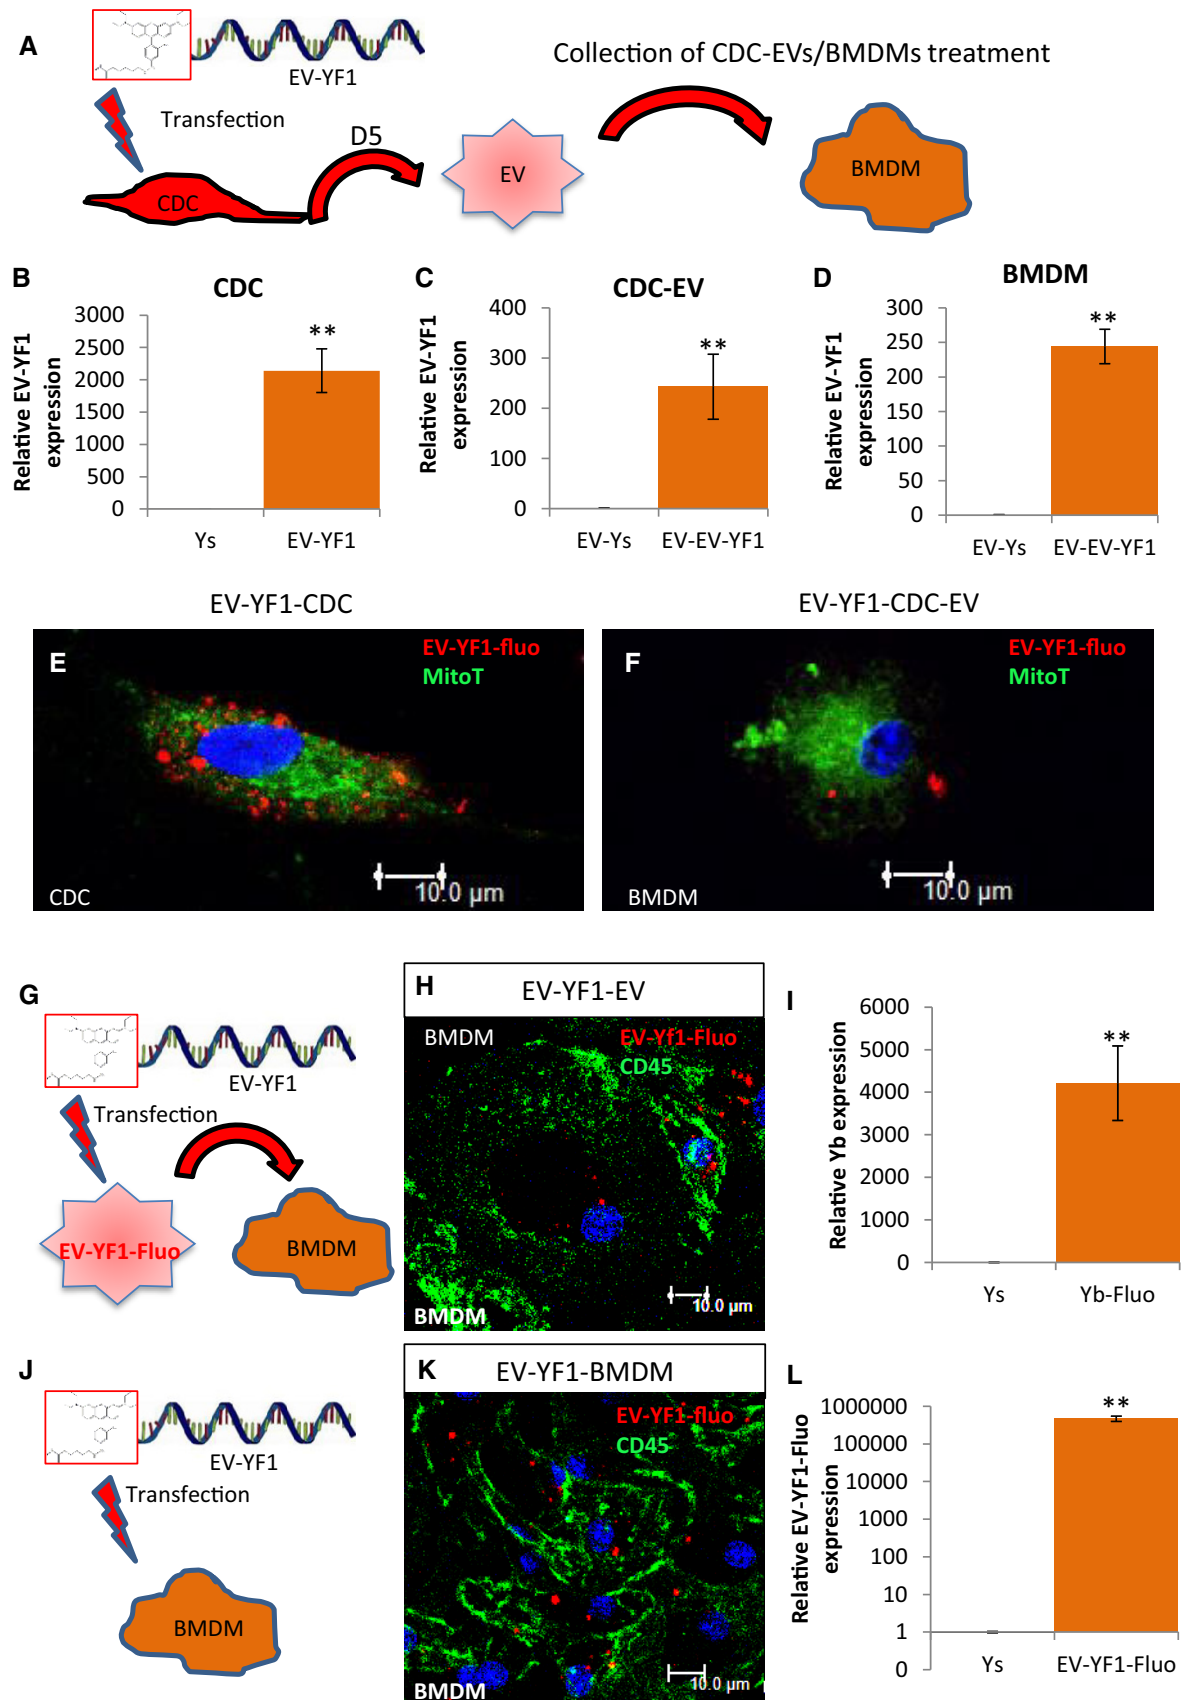 A
EV-YF1
Transfection
Collection of CDC-EVs/BMDMs treatment
D5
CDC
EV
BMDM
B
CDC
Relative EV-YF1
expression
3000
2500
2000
1500
1000
500
0
**
Ys
EV-YF1
C
CDC-EV
Relative EV-YF1
expression
400
300
200
100
0
**
EV-Ys
EV-EV-YF1
D
BMDM
Relative EV-YF1
expression
300
250
200
150
100
50
0
**
EV-Ys
EV-EV-YF1
EV-YF1-CDC
E
EV-YF1-fluo
MitoT
10.0 µm
CDC
EV-YF1-CDC-EV
F
EV-YF1-fluo
MitoT
10.0 µm
BMDM
G
EV-YF1
Transfection
EV-YF1-Fluo
BMDM
H
EV-YF1-EV
BMDM
EV-Yf1-Fluo
CD45
10.0 µm
BMDM
I
Relative Yb expression
6000
5000
4000
3000
2000
1000
0
**
Ys
Yb-Fluo
J
EV-YF1
Transfection
BMDM
K
EV-YF1-BMDM
EV-YF1-fluo
CD45
10.0 µm
BMDM
L
Relative EV-YF1-Fluo
expression
1000000
100000
10000
1000
100
10
1
0
**
Ys
EV-YF1-Fluo